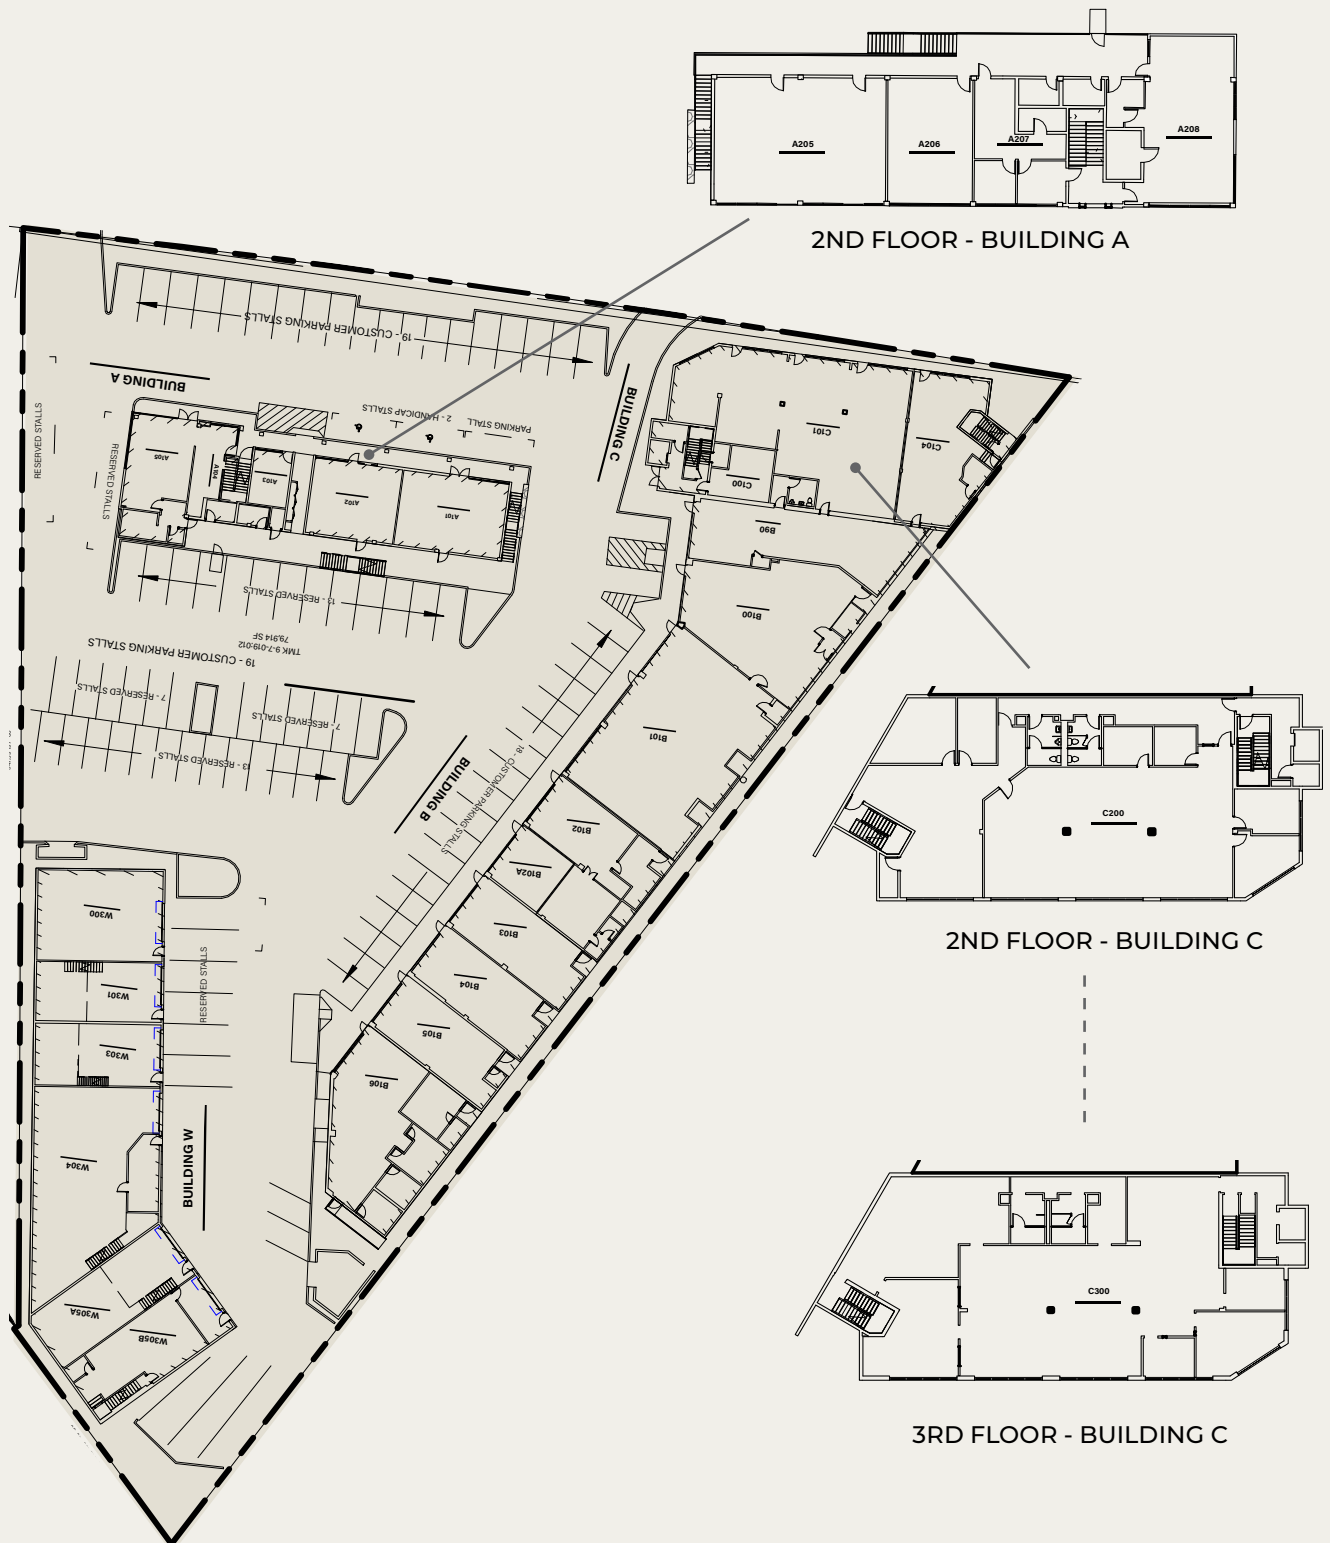 A205
A206
A207
A208
2ND FLOOR - BUILDING A
19 - CUSTOMER PARKING STALLS
BUILDING A
2 - HANDICAP STALLS
PARKING STALL
RESERVED STALLS
RESERVED STALLS
A105
A104
A103
A102
A101
BUILDING C
C101
C104
C100
B90
B100
13 - RESERVED STALLS
TMK 9-7-019:012
79,914 SF
19 - CUSTOMER PARKING STALLS
7 - RESERVED STALLS
7 - RESERVED STALLS
13 - RESERVED STALLS
B101
BUILDING B
18 - CUSTOMER PARKING STALLS
B102
B102A
B103
B104
B105
B106
C200
2ND FLOOR - BUILDING C
W300
W301
W303
RESERVED STALLS
W304
BUILDING W
W305A
W305B
C300
3RD FLOOR - BUILDING C